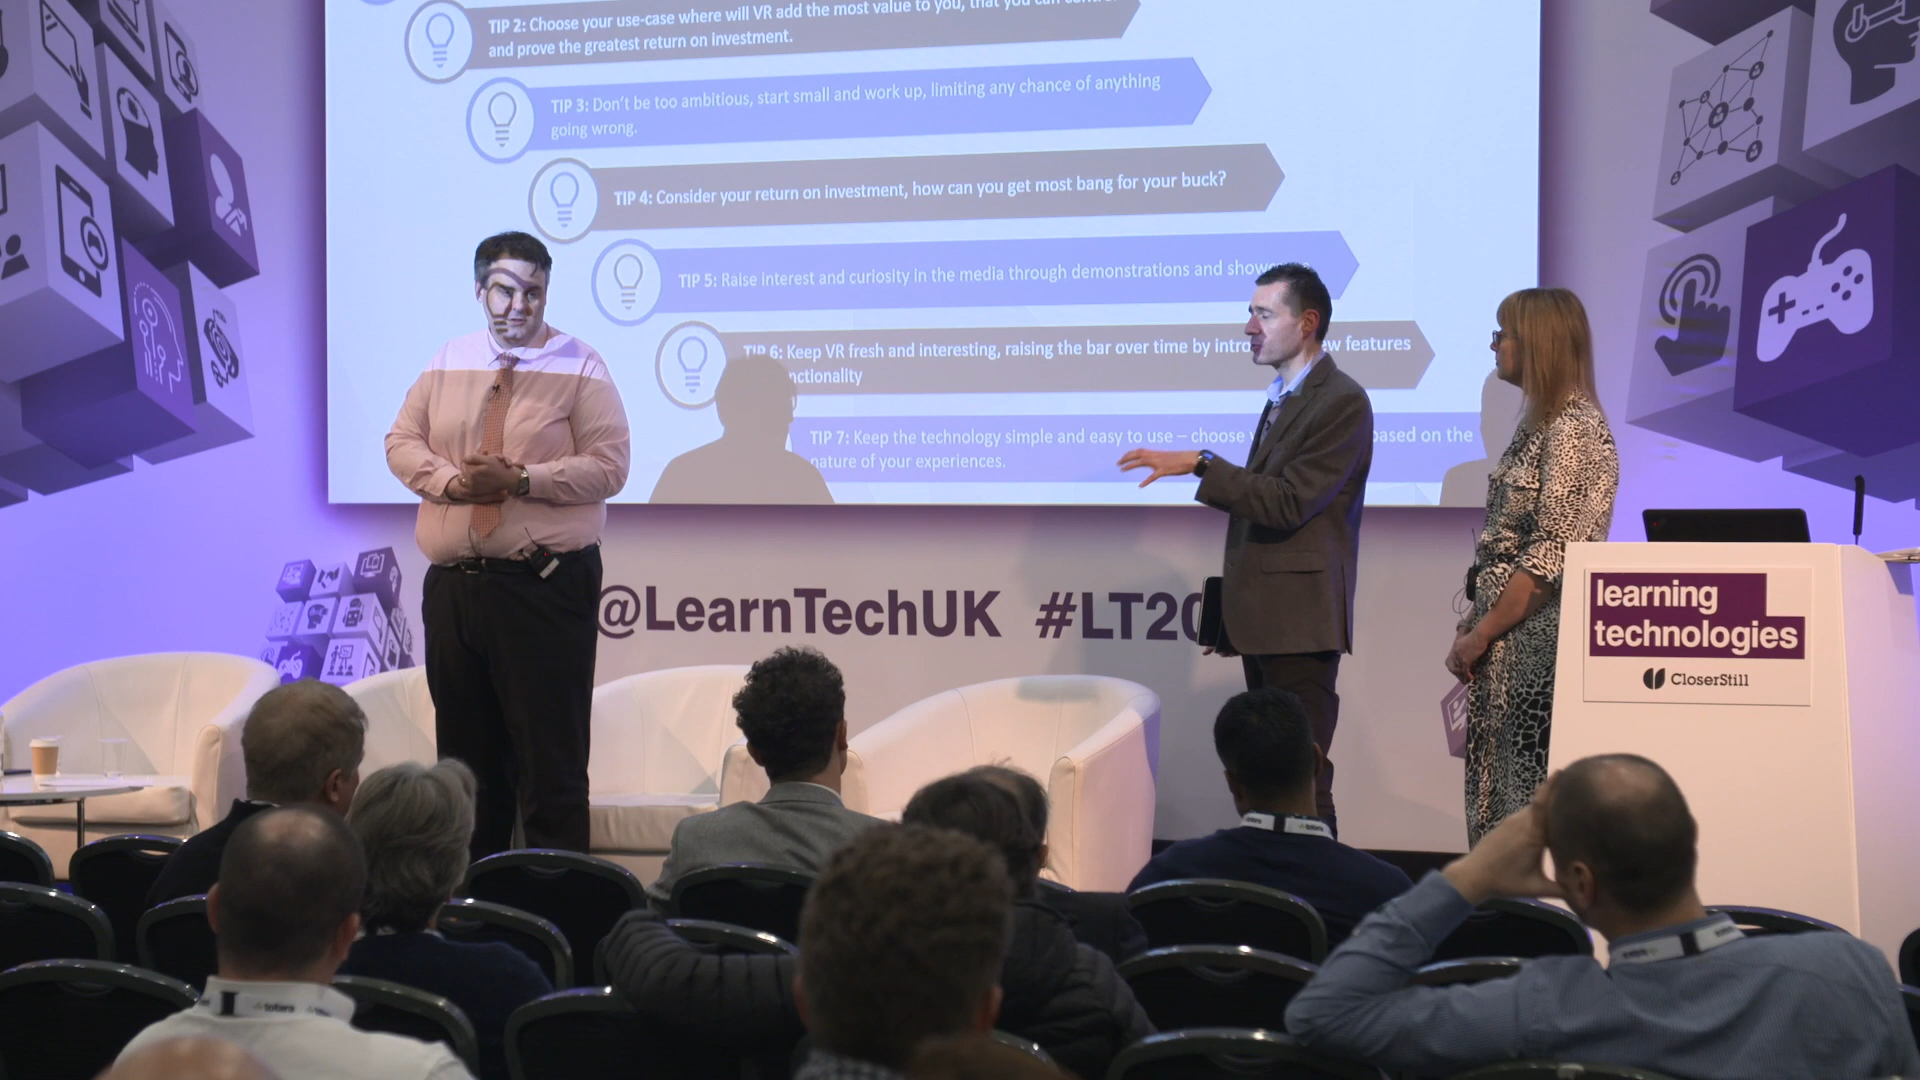 TIP 2: Choose your use-case where will VR add the most value to you, that you can
and prove the greatest return on investment.
TIP 3: Don't be too ambitious, start small and work up, limiting any chance of anything
going wrong.
TIP 4: Consider your return on investment, how can you get most bang for your buck?
TIP 5: Raise interest and curiosity in the media through demonstrations and
TIP 6: Keep VR fresh and interesting, raising the bar over time by features
TIP 7: Keep the technology simple and easy to use – choose based on the
nature of your experiences.
@LearnTechUK #LT20
learning
technologies
CloserStill
totara